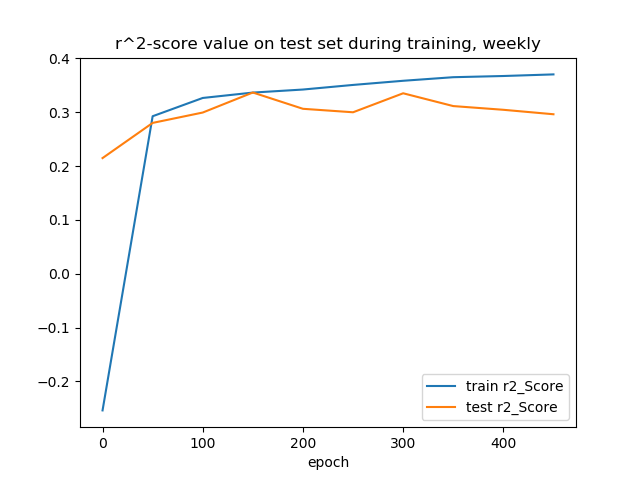 r^2-score value on test set during training, weekly
0.4
0.3
0.2
0.1
0.0
−0.1
−0.2
train r2_Score
test r2_Score
0 100 200 300 400
epoch